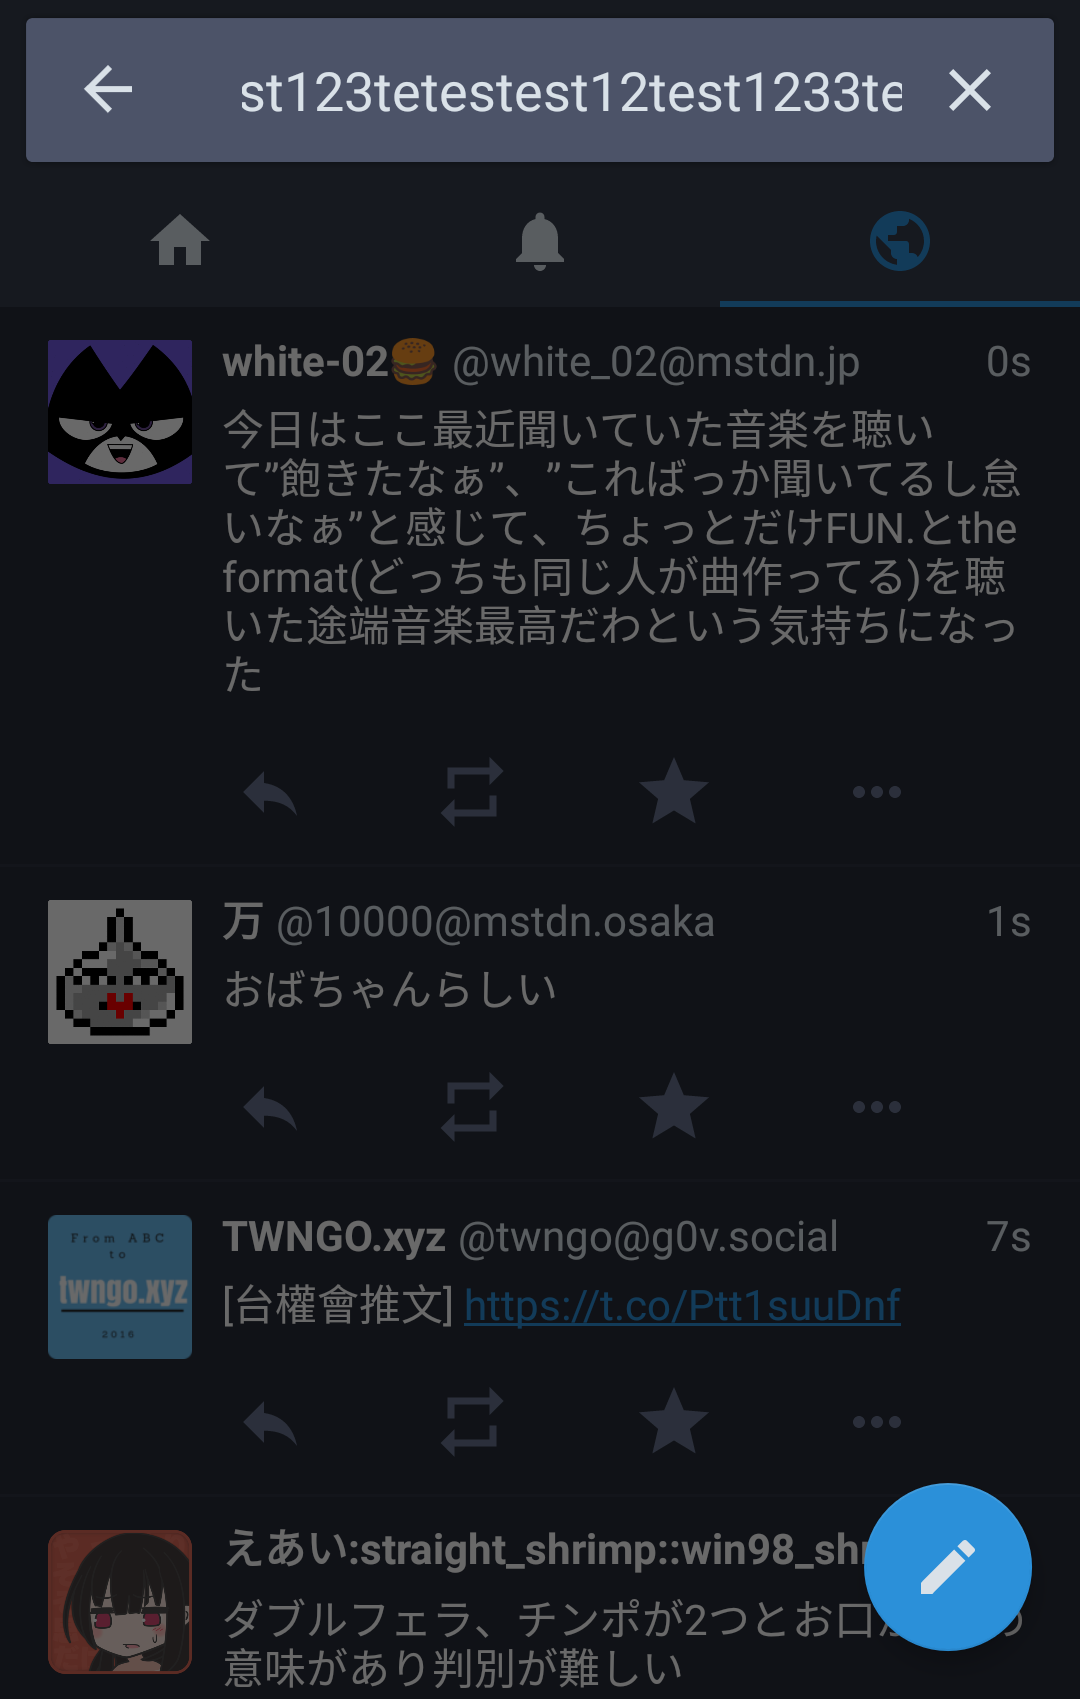 st123tetestest12test1233te
white-02🍔 @white_02@mstdn.jp 0s
今日はここ最近聞いていた音楽を聴い
て”飽きたなぁ”、”こればっか聞いてるし怠
いなぁ”と感じて、ちょっとだけFUN.とthe
format(どっちも同じ人が曲作ってる)を聴
いた途端音楽最高だわという気持ちになっ
た
万 @10000@mstdn.osaka 1s
おばちゃんらしい
From ABC
to
twngo.xyz
2016
TWNGO.xyz @twngo@g0v.social 7s
[台權會推文] https://t.co/Ptt1suuDnf
えあい:straight_shrimp::win98_shr
ダブルフェラ、チンポが2つとお口
意味があり判別が難しい